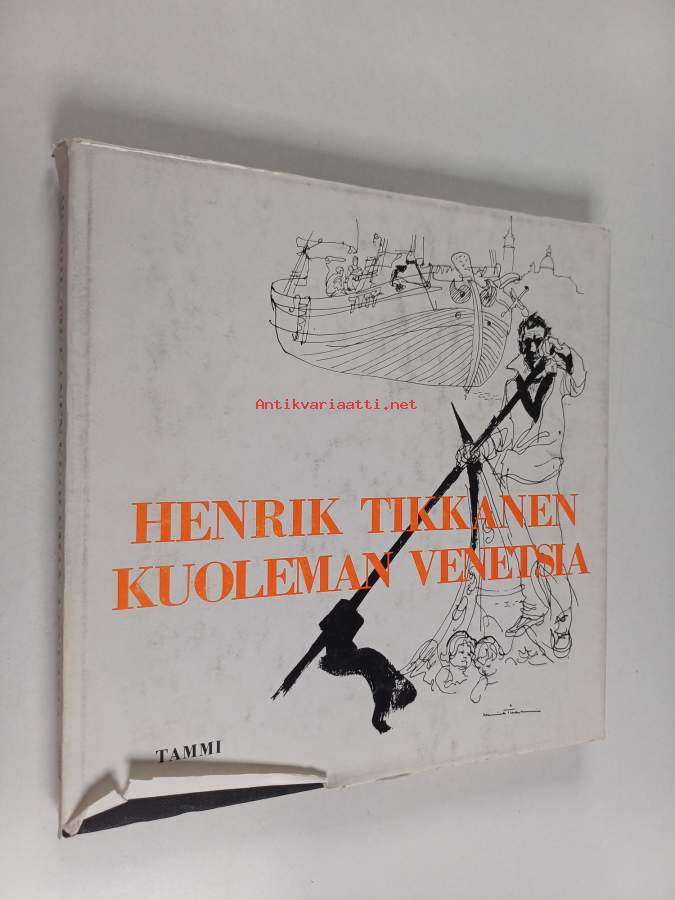 Antikvariaatti.net
HENRIK TIKKANEN
KUOLEMAN VENETSIA
TAMMI